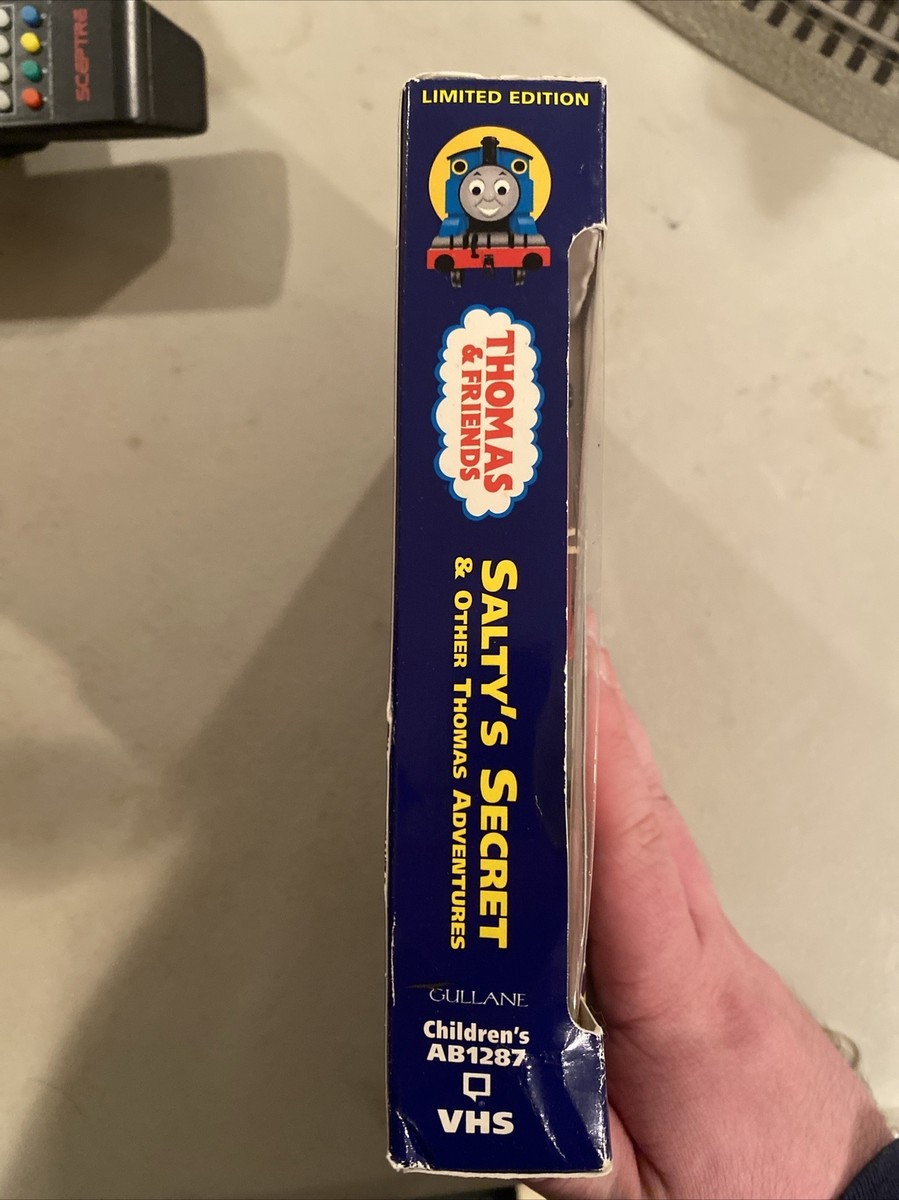 SCEPTRE
LIMITED EDITION
THOMAS
& FRIENDS
SALTY'S SECRET
& OTHER THOMAS ADVENTURES
GULLANE
Children's
AB1287
VHS